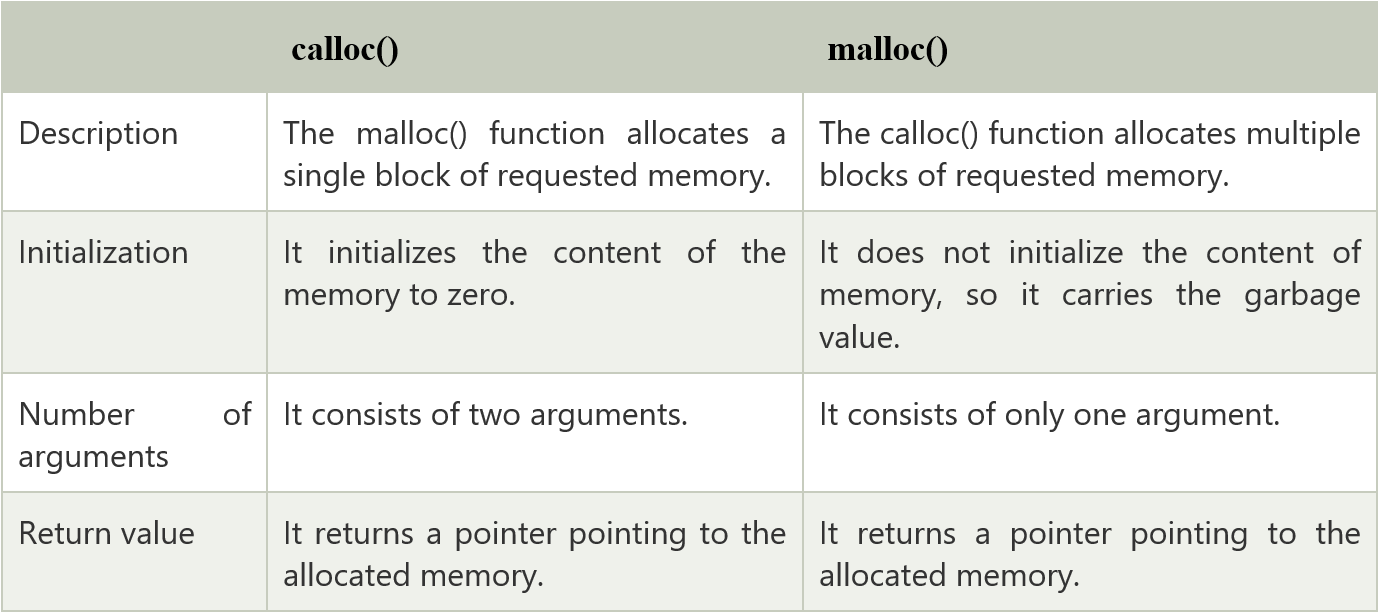 calloc() malloc()
Description The malloc() function allocates a The calloc() function allocates multiple
single block of requested memory. blocks of requested memory.
Initialization It initializes the content of the It does not initialize the content of
memory to zero. memory, so it carries the garbage
value.
Number of It consists of two arguments. It consists of only one argument.
arguments
Return value It returns a pointer pointing to the It returns a pointer pointing to the
allocated memory. allocated memory.